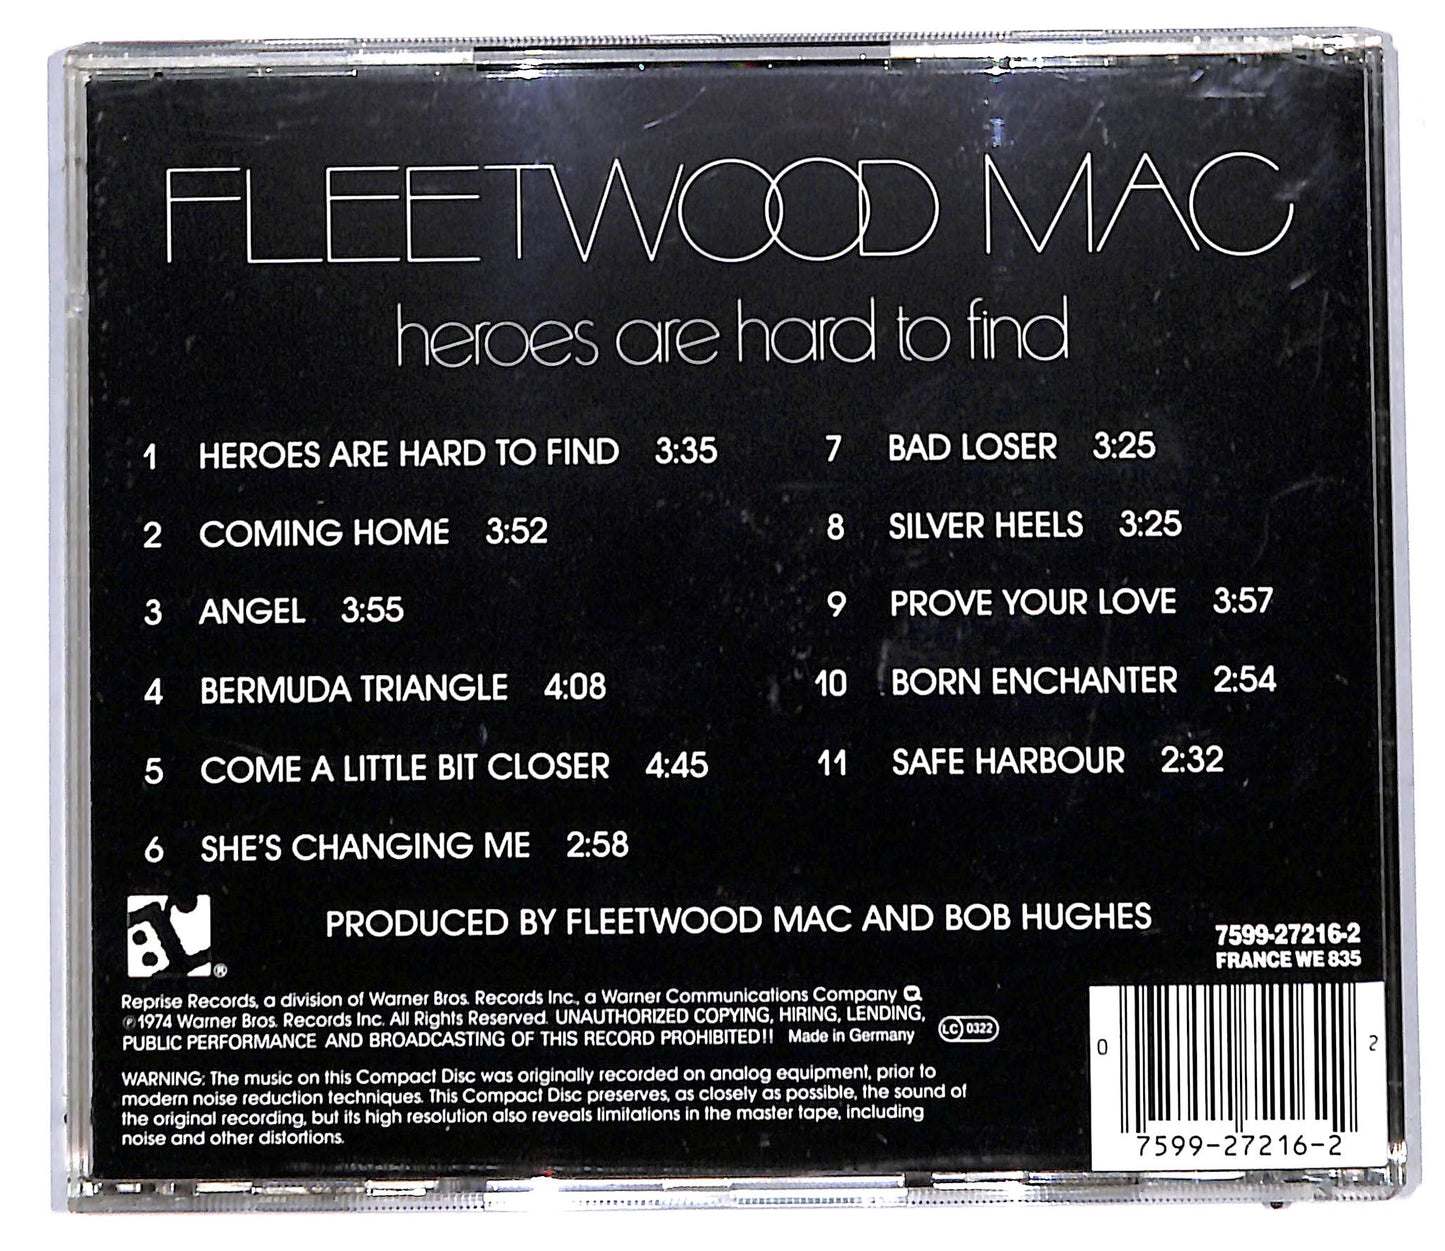 FLEETWOOD MAC
heroes are hard to find
1 HEROES ARE HARD TO FIND 3:35
2 COMING HOME 3:52
3 ANGEL 3:55
4 BERMUDA TRIANGLE 4:08
5 COME A LITTLE BIT CLOSER 4:45
6 SHE'S CHANGING ME 2:58
7 BAD LOSER 3:25
8 SILVER HEELS 3:25
9 PROVE YOUR LOVE 3:57
10 BORN ENCHANTER 2:54
11 SAFE HARBOUR 2:32
PRODUCED BY FLEETWOOD MAC AND BOB HUGHES
7599-27216-2
FRANCE WE 835
®
Reprise Records, a division of Warner Bros. Records Inc., a Warner Communications Company
℗1974 Warner Bros. Records Inc. All Rights Reserved. UNAUTHORIZED COPYING, HIRING, LENDING,
PUBLIC PERFORMANCE AND BROADCASTING OF THIS RECORD PROHIBITED!! Made in Germany
LC 0322
WARNING: The music on this Compact Disc was originally recorded on analog equipment, prior to
modern noise reduction techniques. This Compact Disc preserves, as closely as possible, the sound of
the original recording, but its high resolution also reveals limitations in the master tape, including
noise and other distortions.
0 2
7599-27216-2